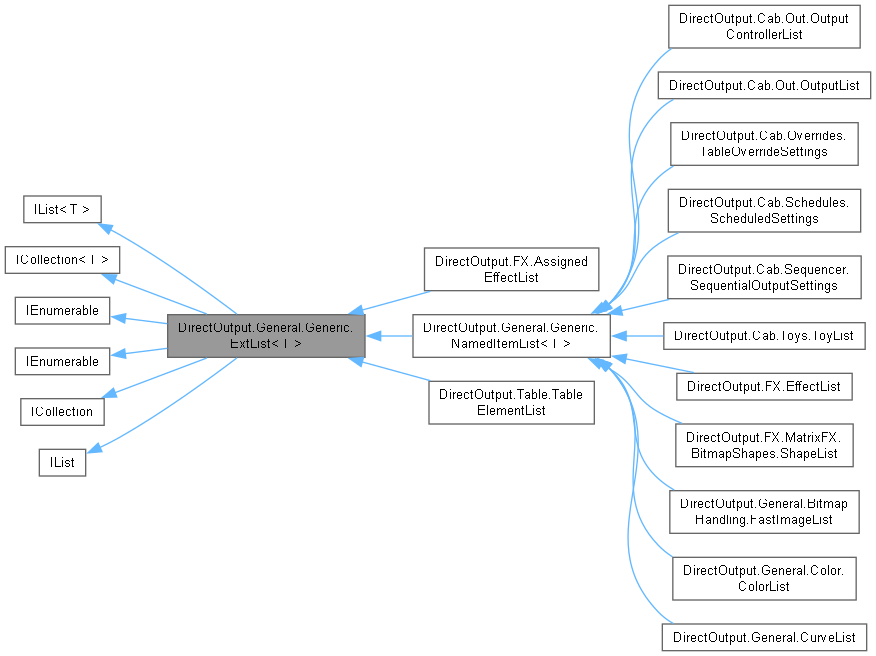 IList< T >
ICollection< T >
IEnumerable
IEnumerable
ICollection
IList
DirectOutput.General.Generic.
ExtList< T >
DirectOutput.FX.Assigned
EffectList
DirectOutput.General.Generic.
NamedItemList< T >
DirectOutput.Table.Table
ElementList
DirectOutput.Cab.Out.Output
ControllerList
DirectOutput.Cab.Out.OutputList
DirectOutput.Cab.Overrides.
TableOverrideSettings
DirectOutput.Cab.Schedules.
ScheduledSettings
DirectOutput.Cab.Sequencer.
SequentialOutputSettings
DirectOutput.Cab.Toys.ToyList
DirectOutput.FX.EffectList
DirectOutput.FX.MatrixFX.
BitmapShapes.ShapeList
DirectOutput.General.Bitmap
Handling.FastImageList
DirectOutput.General.Color.
ColorList
DirectOutput.General.CurveList